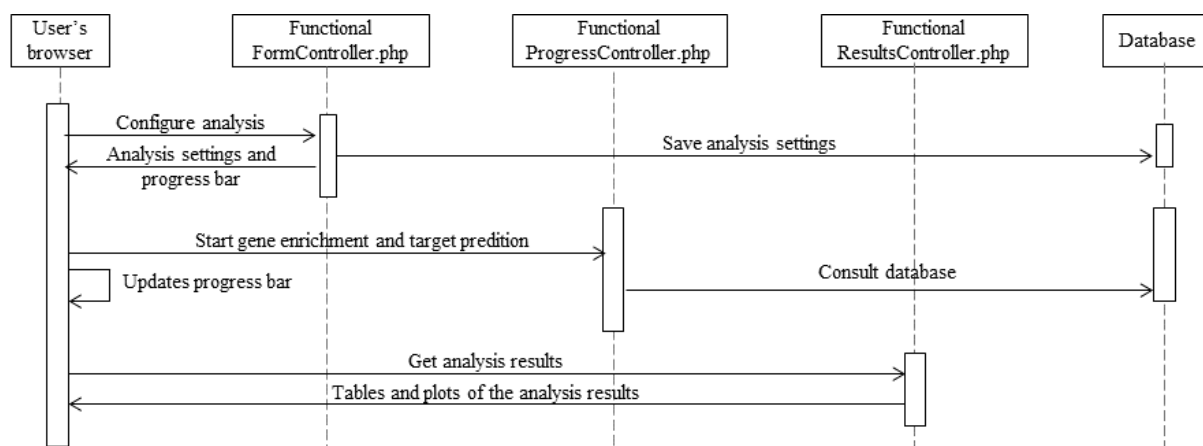 User's
browser
Functional
FormController.php
Functional
ProgressController.php
Functional
ResultsController.php
Database
Configure analysis
Analysis settings and
progress bar
Save analysis settings
Start gene enrichment and target predition
Updates progress bar
Consult database
Get analysis results
Tables and plots of the analysis results